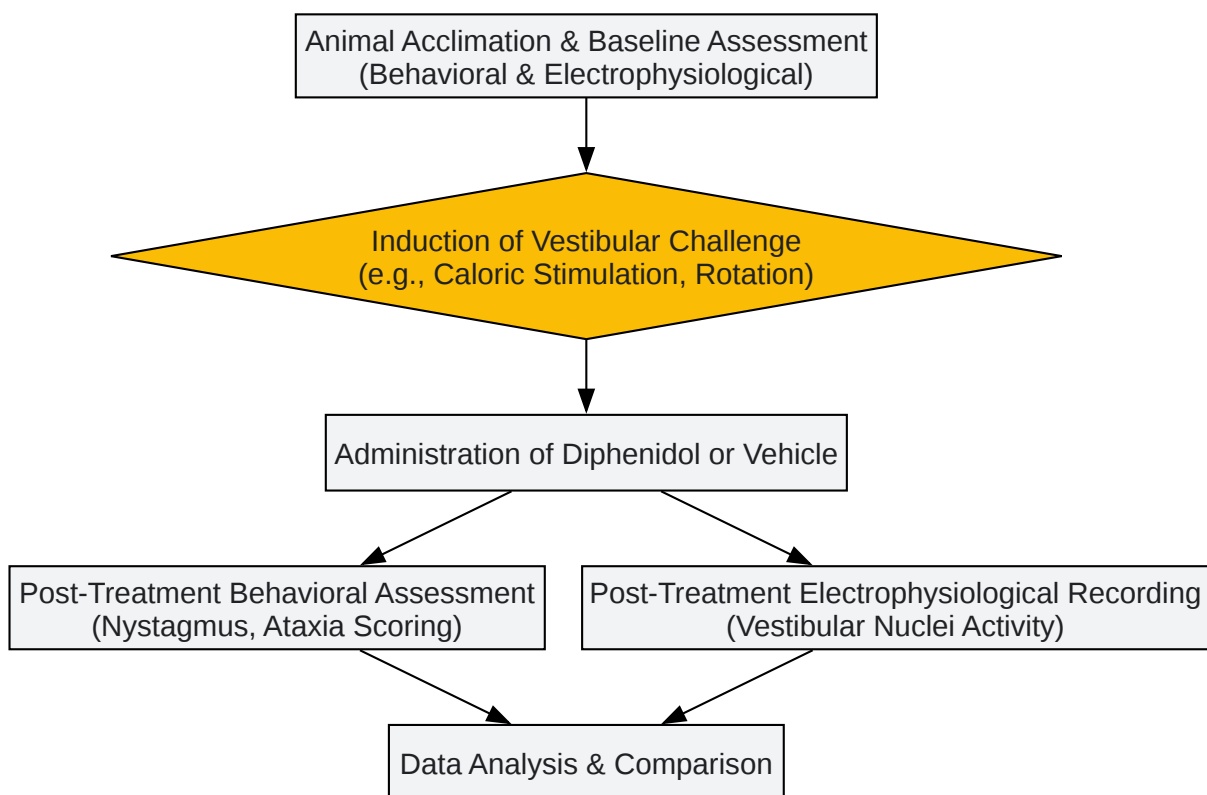 Animal Acclimation & Baseline Assessment
(Behavioral & Electrophysiological)
Induction of Vestibular Challenge
(e.g., Caloric Stimulation, Rotation)
Administration of Diphenidol or Vehicle
Post-Treatment Behavioral Assessment
(Nystagmus, Ataxia Scoring)
Post-Treatment Electrophysiological Recording
(Vestibular Nuclei Activity)
Data Analysis & Comparison